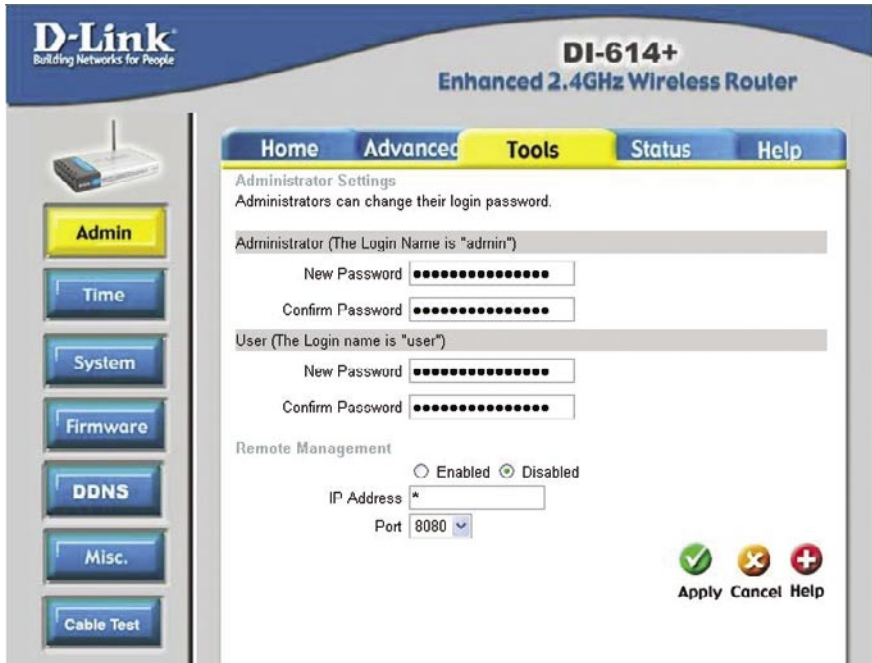 D-Link
Building Networks for People
DI-614+
Enhanced 2.4GHz Wireless Router
Home Advanced Tools Status Help
Administrator Settings
Administrators can change their login password.
Admin
Administrator (The Login Name is "admin")
New Password ●●●●●●●●●●●●●●●
Time
Confirm Password ●●●●●●●●●●●●●●●
User (The Login name is "user")
System
New Password ●●●●●●●●●●●●●●●
Confirm Password ●●●●●●●●●●●●●●●
Firmware
Remote Management
Enabled Disabled
DDNS
IP Address *
Port 8080
Misc.
Apply Cancel Help
Cable Test